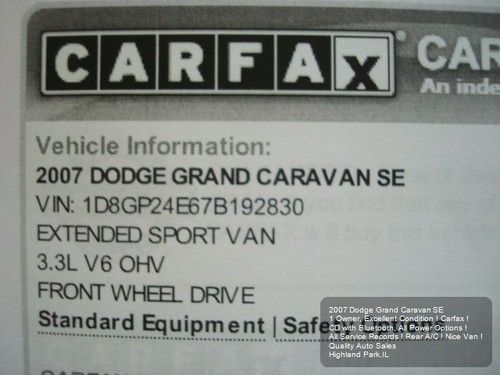 CARFAX CAR
An inde
Vehicle Information:
2007 DODGE GRAND CARAVAN SE
VIN: 1D8GP24E67B192830
EXTENDED SPORT VAN
3.3L V6 OHV
FRONT WHEEL DRIVE
Standard Equipment | Safety
2007 Dodge Grand Caravan SE
1 Owner, Excellent Condition ! Carfax !
CD with Bluetooth, All Power Options !
All Service Records ! Rear A/C ! Nice Van !
Quality Auto Sales
Highland Park,IL